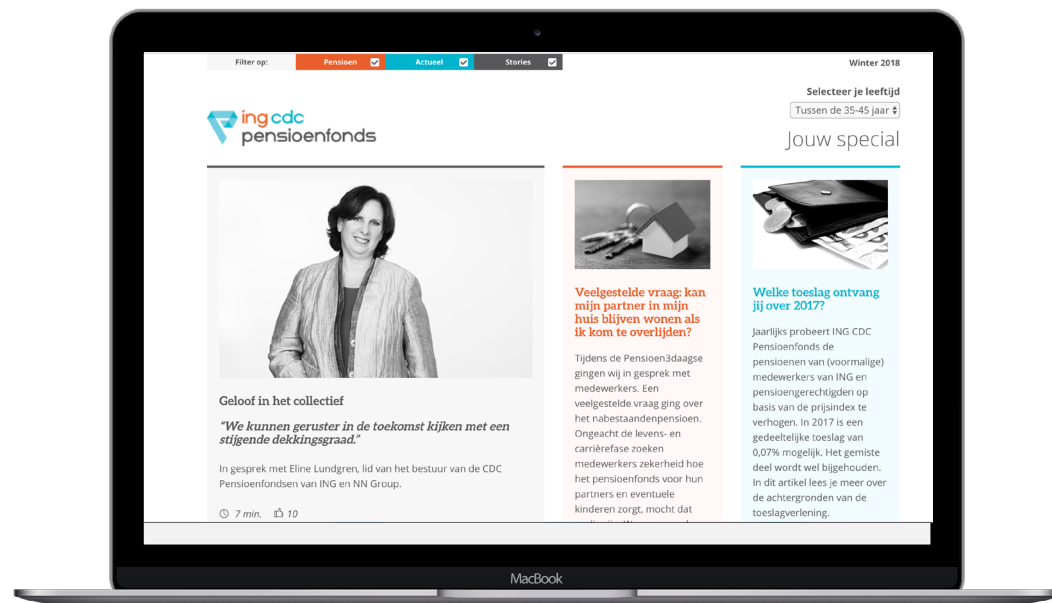 Filter op:
Pensioen
Actueel
Stories
Winter 2018
Selecteer je leeftijd
Tussen de 35-45 jaar
Jouw special
ing cdc
pensioenfonds
Geloof in het collectief
“We kunnen geruster in de toekomst kijken met een
stijgende dekkingsgraad.”
In gesprek met Eline Lundgren, lid van het bestuur van de CDC
Pensioenfondsen van ING en NN Group.
7 min.
10
Veelgestelde vraag: kan
mijn partner in mijn
huis blijven wonen als
ik kom te overlijden?
Tijdens de Pensioen3daagse
gingen wij in gesprek met
medewerkers. Een
veelgestelde vraag ging over
het nabestaandenpensioen.
Ongeacht de levens- en
carrièrefase zoeken
medewerkers zekerheid hoe
het pensioenfonds voor hun
partners en eventuele
kinderen zorgt, mocht dat
Welke toeslag ontvang
jij over 2017?
Jaarlijks probeert ING CDC
Pensioenfonds de
pensioenen van (voormalige)
medewerkers van ING en
pensioengerechtigden op
basis van de prijsindex te
verhogen. In 2017 is een
gedeeltelijke toeslag van
0,07% mogelijk. Het gemiste
deel wordt wel bijgehouden.
In dit artikel lees je meer over
de achtergronden van de
toeslagverlening.
MacBook